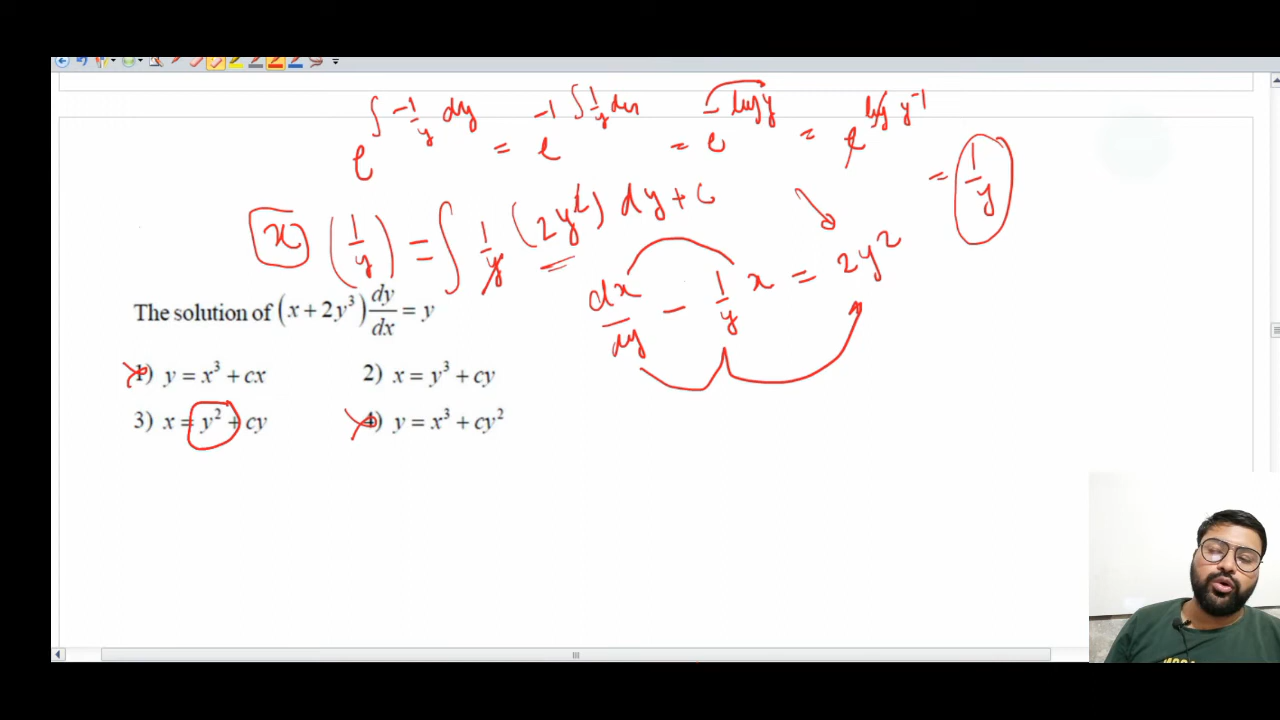 e^{∫ -1/y dy} = e^{-1 ∫ 1/y dy} = e^{-log y} = e^{log y^{-1}}
= 1/y
x (1/y) = ∫ 1/y (2y²) dy + C
dx/dy - 1/y x = 2y²
The solution of (x + 2y³) dy/dx = y
1) y = x³ + cx
2) x = y³ + cy
3) x = y² + cy
4) y = x³ + cy²